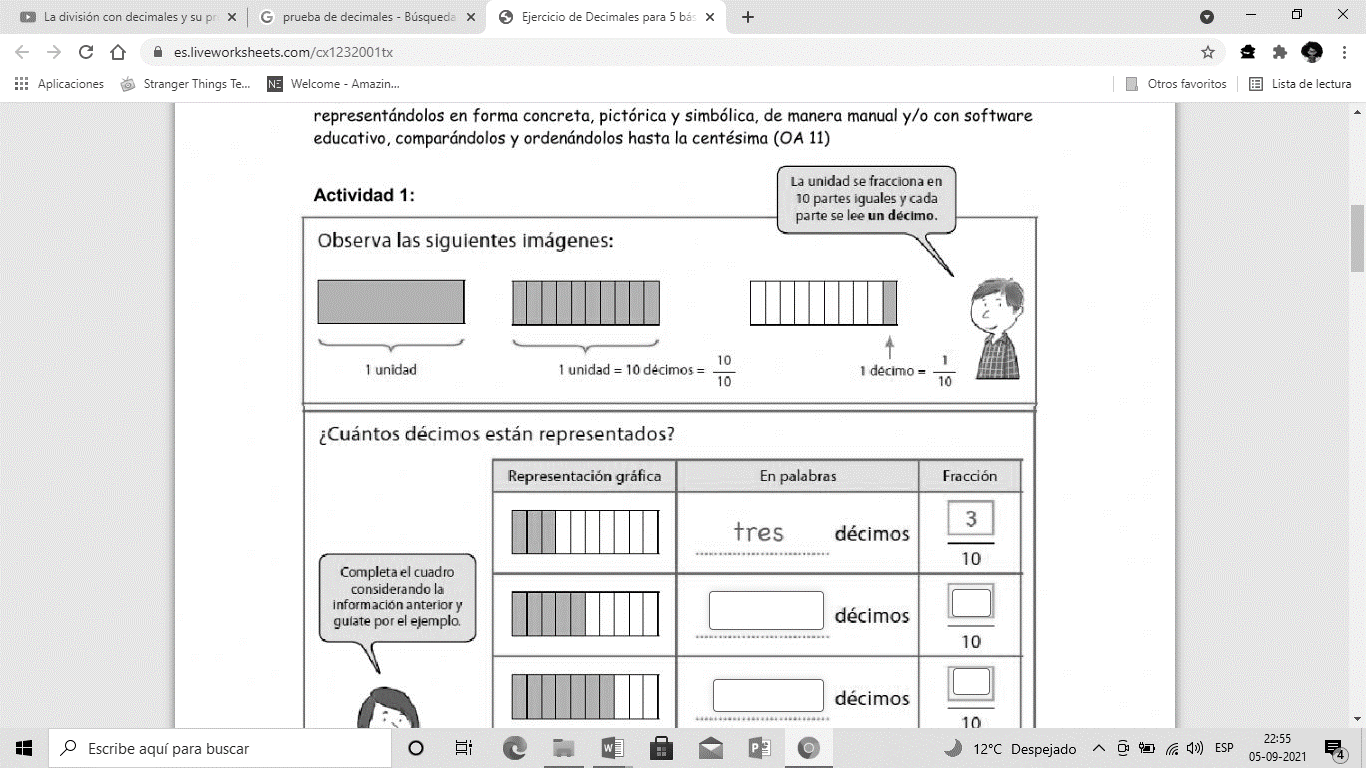 La división con decimales y su pr
prueba de decimales - Búsqueda
Ejercicio de Decimales para 5 bás
es.liveworksheets.com/cx1232001tx
Aplicaciones
Stranger Things Te...
NE
Welcome - Amazin...
Otros favoritos
Lista de lectura
representándolos en forma concreta, pictórica y simbólica, de manera manual y/o con software
educativo, comparándolos y ordenándolos hasta la centésima (OA 11)
Actividad 1:
La unidad se fracciona en
10 partes iguales y cada
parte se lee un décimo.
Observa las siguientes imágenes:
1 unidad
1 unidad = 10 décimos = 10/10
1 décimo = 1/10
¿Cuántos décimos están representados?
Representación gráfica
En palabras
Fracción
tres décimos
3
10
Completa el cuadro
considerando la
información anterior y
guíate por el ejemplo.
décimos
10
décimos
10
Escribe aquí para buscar
12°C Despejado
ESP
22:55
05-09-2021
4